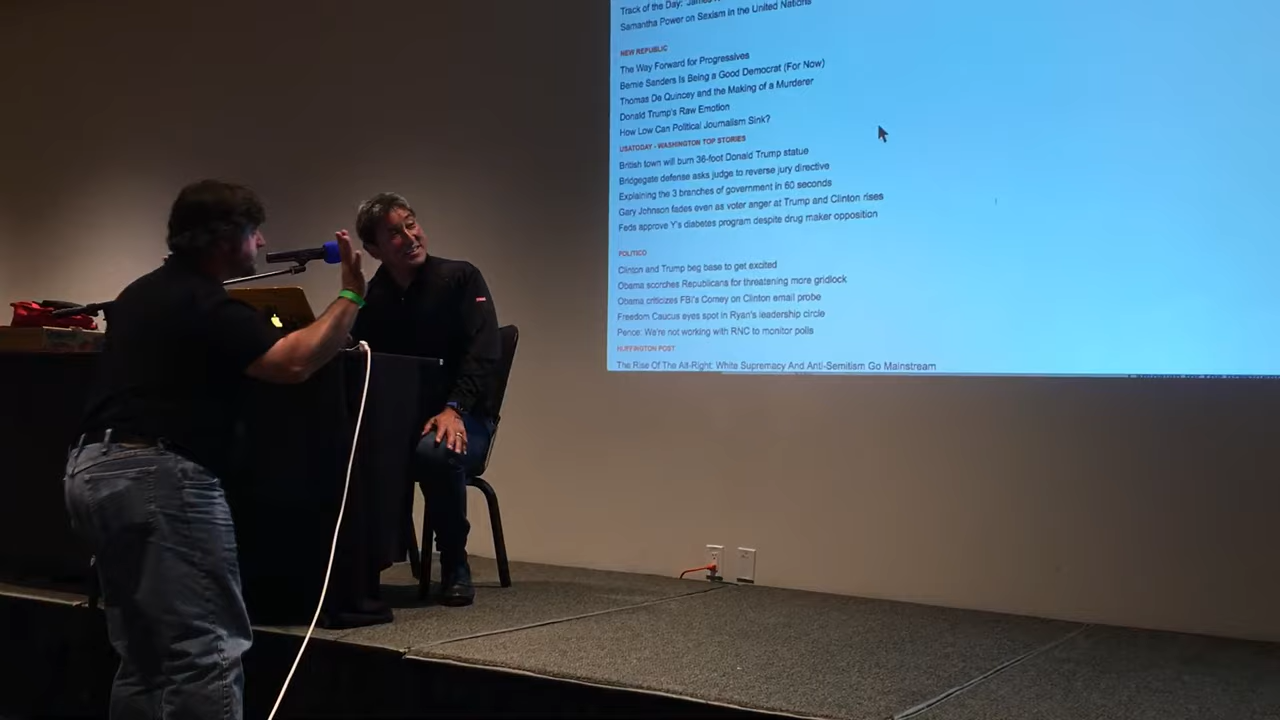 Track of the Day:
Samantha Power on Sexism in the United Nations
NEW REPUBLIC
The Way Forward for Progressives
Bernie Sanders Is Being a Good Democrat (For Now)
Thomas De Quincey and the Making of a Murderer
Donald Trump's Raw Emotion
How Low Can Political Journalism Sink?
USATODAY - WASHINGTON TOP STORIES
British town will burn 36-foot Donald Trump statue
Bridgegate defense asks judge to reverse jury directive
Explaining the 3 branches of government in 60 seconds
Gary Johnson fades even as voter anger at Trump and Clinton rises
Feds approve Y's diabetes program despite drug maker opposition
POLITICO
Clinton and Trump beg base to get excited
Obama scorches Republicans for threatening more gridlock
Obama criticizes FBI's Comey on Clinton email probe
Freedom Caucus eyes spot in Ryan's leadership circle
Pence: We're not working with RNC to monitor polls
HUFFINGTON POST
The Rise Of The Alt-Right: White Supremacy And Anti-Semitism Go Mainstream